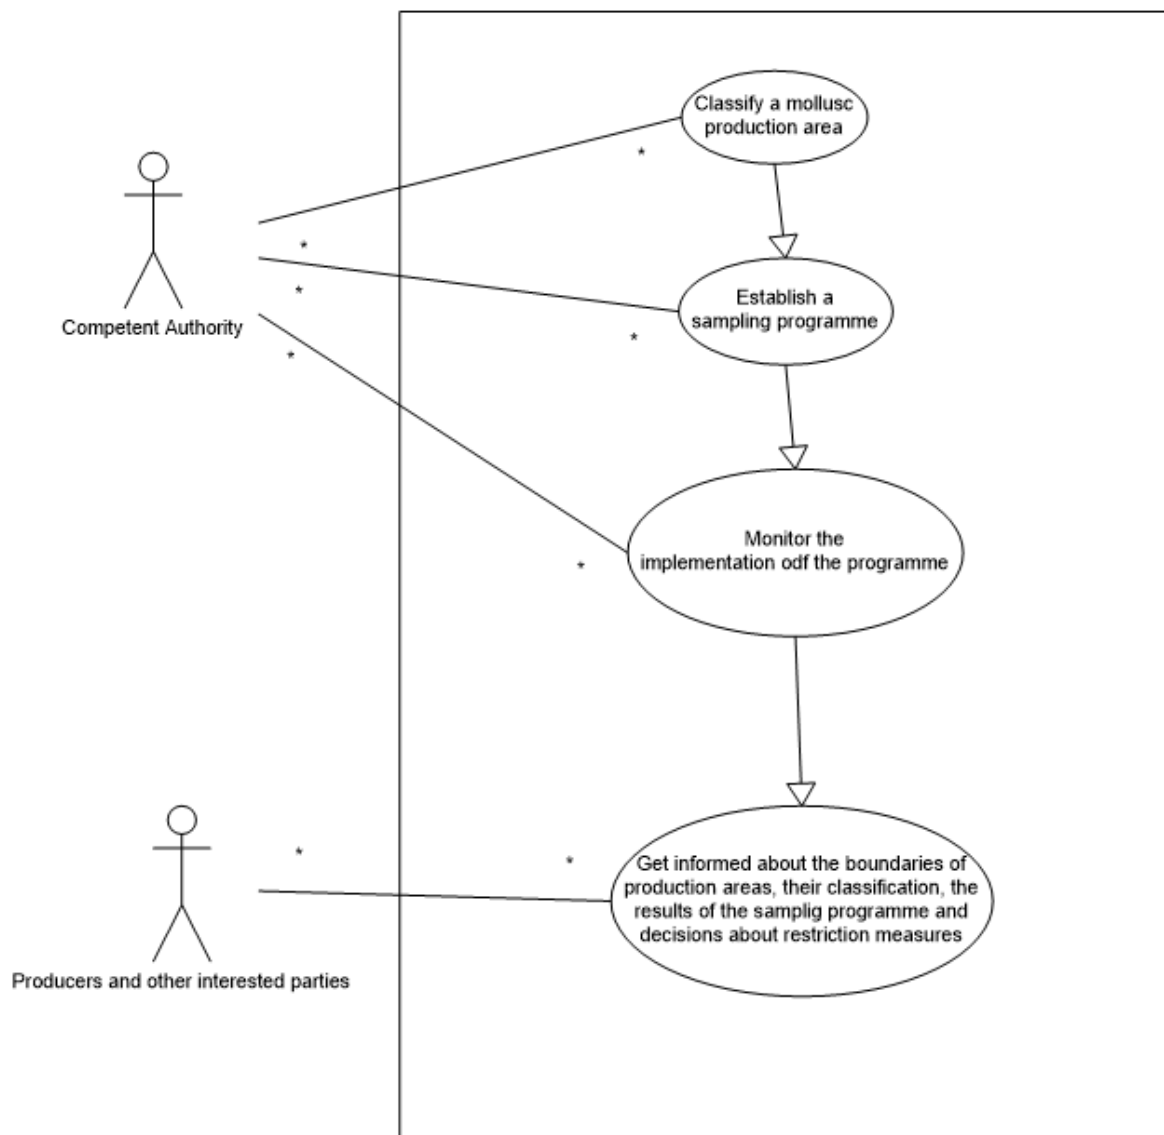 Classify a mollusc
production area
*
*
Competent Authority
*
*
Establish a
sampling programme
*
*
Monitor the
implementation odf the programme
*
*
Get informed about the boundaries of
production areas, their classification, the
results of the samplig programme and
decisions about restriction measures
Producers and other interested parties